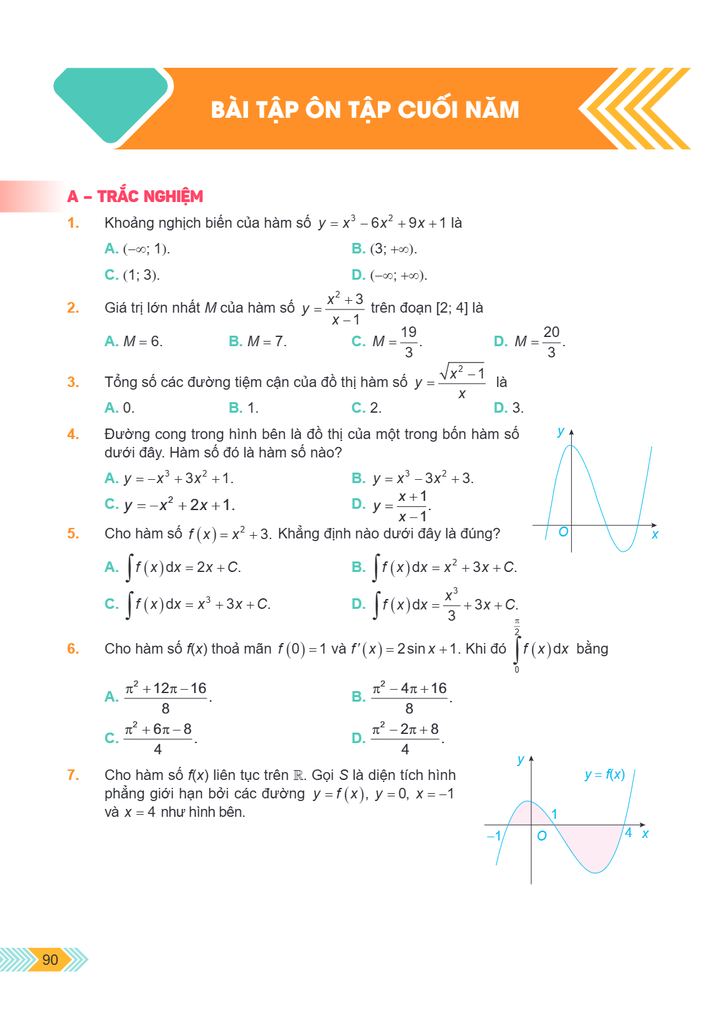 BÀI TẬP ÔN TẬP CUỐI NĂM
A – TRẮC NGHIỆM
1. Khoảng nghịch biến của hàm số y = x³ − 6x² + 9x + 1 là
A. (−∞; 1). B. (3; +∞).
C. (1; 3). D. (−∞; +∞).
2. Giá trị lớn nhất M của hàm số y = (x² + 3)/(x − 1) trên đoạn [2; 4] là
A. M = 6. B. M = 7. C. M = 19/3. D. M = 20/3.
3. Tổng số các đường tiệm cận của đồ thị hàm số y = √(x² − 1)/x là
A. 0. B. 1. C. 2. D. 3.
4. Đường cong trong hình bên là đồ thị của một trong bốn hàm số
dưới đây. Hàm số đó là hàm số nào?
A. y = −x³ + 3x² + 1. B. y = x³ − 3x² + 3.
C. y = −x² + 2x + 1. D. y = (x + 1)/(x − 1).
y
O
x
5. Cho hàm số f(x) = x² + 3. Khẳng định nào dưới đây là đúng?
A. ∫f(x)dx = 2x + C. B. ∫f(x)dx = x² + 3x + C.
C. ∫f(x)dx = x³ + 3x + C. D. ∫f(x)dx = x³/3 + 3x + C.
6. Cho hàm số f(x) thoả mãn f(0) = 1 và f′(x) = 2sin x + 1. Khi đó ∫₀^(π/2) f(x)dx bằng
A. (π² + 12π − 16)/8. B. (π² − 4π + 16)/8.
C. (π² + 6π − 8)/4. D. (π² − 2π + 8)/4.
7. Cho hàm số f(x) liên tục trên ℝ. Gọi S là diện tích hình
phẳng giới hạn bởi các đường y = f(x), y = 0, x = −1
và x = 4 như hình bên.
y
y = f(x)
1
−1 O 4 x
90